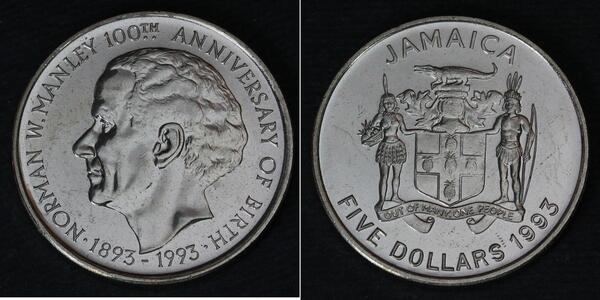 NORMAN W. MANLEY 100TH ANNIVERSARY OF BIRTH,
· 1893 - 1993 ·
JAMAICA
OUT OF MANY, ONE PEOPLE
FIVE DOLLARS 1993